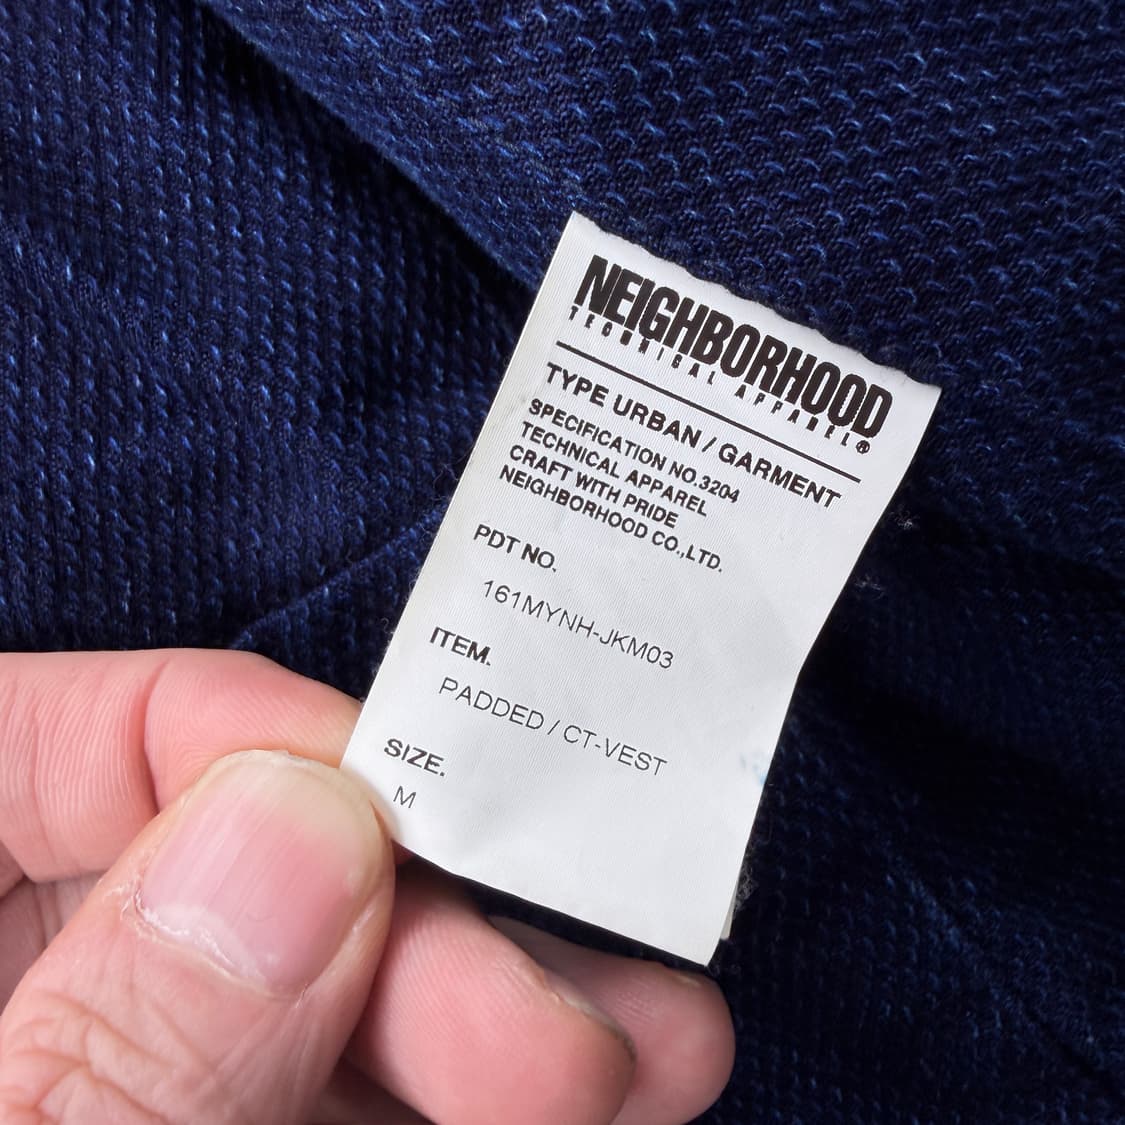 NEIGHBORHOOD
TECHNICAL APPAREL®
TYPE URBAN / GARMENT
SPECIFICATION NO.3204
TECHNICAL APPAREL
CRAFT WITH PRIDE
NEIGHBORHOOD CO.,LTD.
PDT NO.
161MYNH-JKM03
ITEM.
PADDED / CT-VEST
SIZE.
M